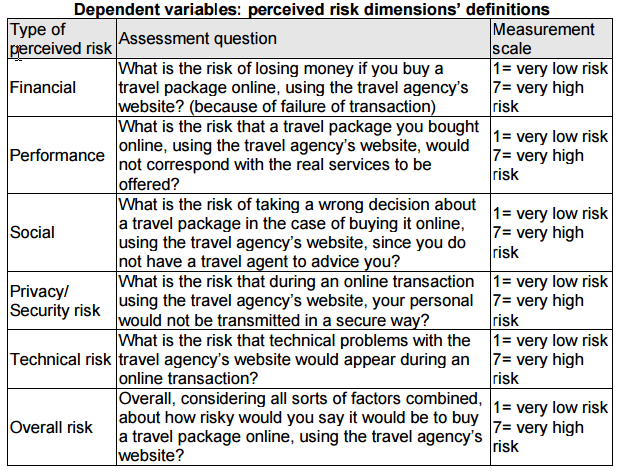 Dependent variables: perceived risk dimensions' definitions
Type of perceived risk
Assessment question
Measurement scale
Financial
What is the risk of losing money if you buy a
travel package online, using the travel agency's
website? (because of failure of transaction)
1= very low risk
7= very high
risk
Performance
What is the risk that a travel package you bought
online, using the travel agency's website, would
not correspond with the real services to be
offered?
1= very low risk
7= very high
risk
Social
What is the risk of taking a wrong decision about
a travel package in the case of buying it online,
using the travel agency's website, since you do
not have a travel agent to advice you?
1= very low risk
7= very high
risk
Privacy/
Security risk
What is the risk that during an online transaction
using the travel agency's website, your personal
would not be transmitted in a secure way?
1= very low risk
7= very high
risk
Technical risk
What is the risk that technical problems with the
travel agency's website would appear during an
online transaction?
1= very low risk
7= very high
risk
Overall risk
Overall, considering all sorts of factors combined,
about how risky would you say it would be to buy
a travel package online, using the travel agency's
website?
1= very low risk
7= very high
risk